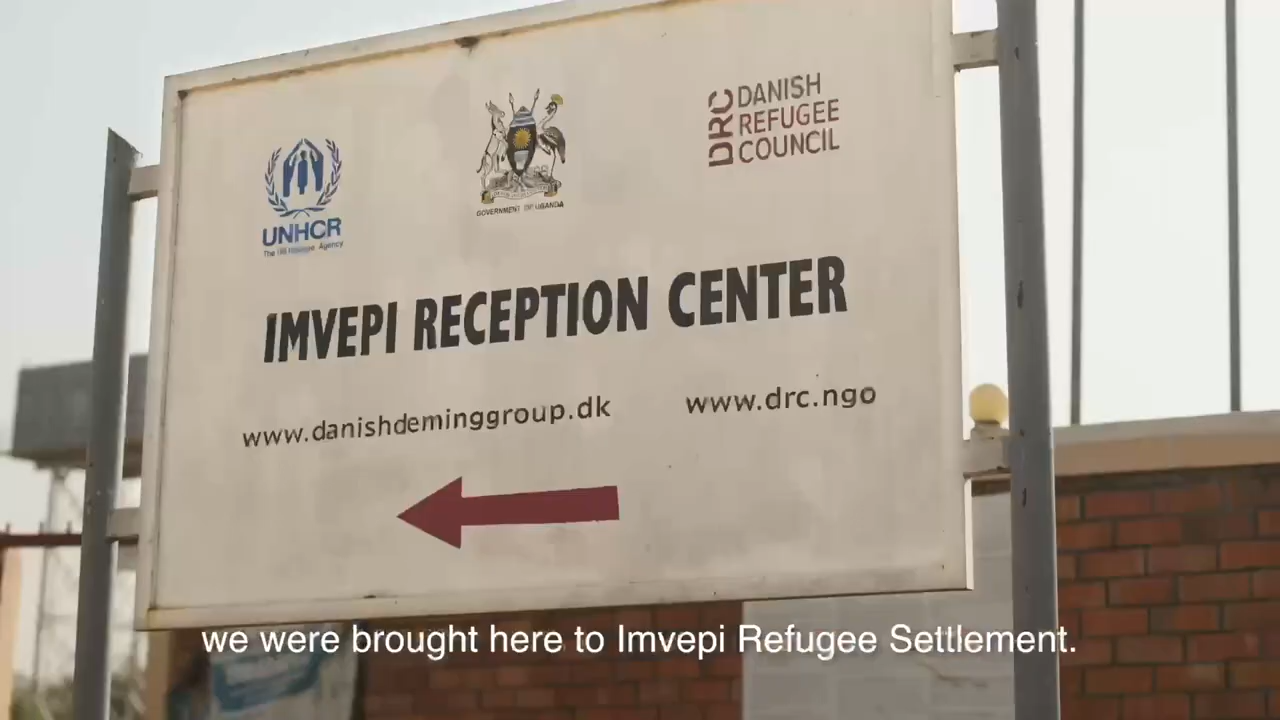 UNHCR
The UN Refugee Agency
GOVERNMENT OF UGANDA
DRC
DANISH
REFUGEE
COUNCIL
IMVEPI RECEPTION CENTER
www.danishdeminggroup.dk
www.drc.ngo
we were brought here to Imvepi Refugee Settlement.